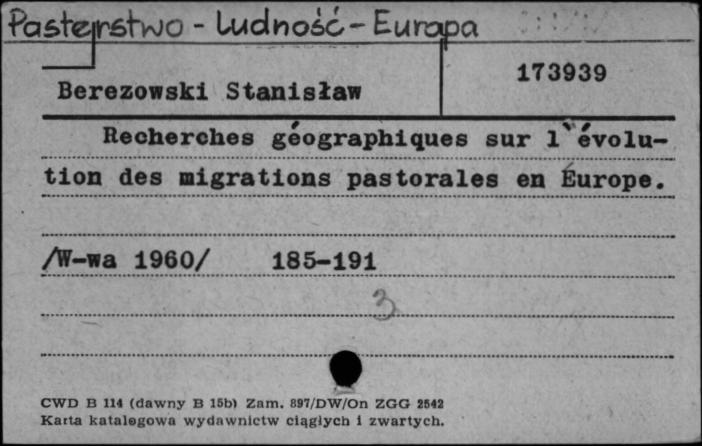 Pasterstwo - Ludność - Europa
173939
Berezowski Stanisław
Recherches géographiques sur l'évolu-
tion des migrations pastorales en Europe.
/W-wa 1960/ 185-191
3
CWD B 114 (dawny B 15b) Zam. 897/DW/On ZGG 2542
Karta katalogowa wydawnictw ciągłych i zwartych.